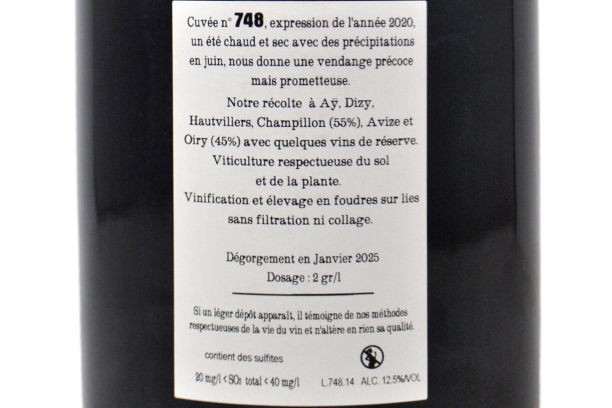 Cuvée n° 748, expression de l'année 2020,
un été chaud et sec avec des précipitations
en juin, nous donne une vendange précoce
mais prometteuse.
Notre récolte à Aÿ, Dizy,
Hautvillers, Champillon (55%), Avize et
Oiry (45%) avec quelques vins de réserve.
Viticulture respectueuse du sol
et de la plante.
Vinification et élevage en foudres sur lies
sans filtration ni collage.
Dégorgement en Janvier 2025
Dosage : 2 gr/l
Si un léger dépôt apparaît, il témoigne de nos méthodes
respectueuses de la vie du vin et n'altère en rien sa qualité.
contient des sulfites
20 mg/l < SO₂ total < 40 mg/l
L.748.14 ALC. 12.5%VOL